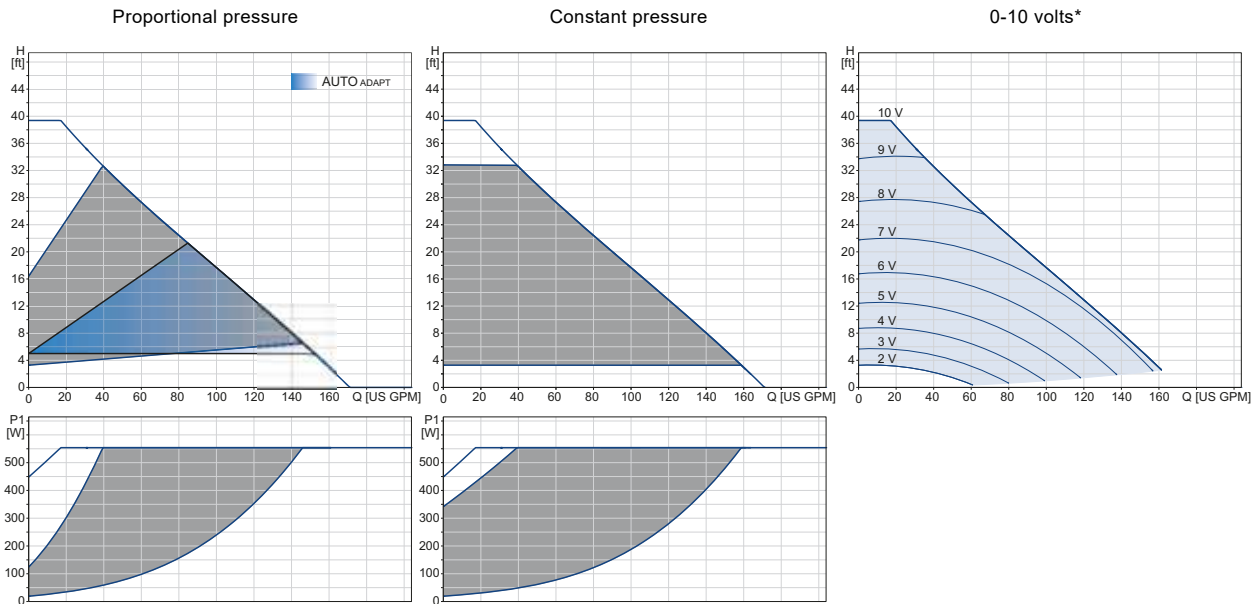 Proportional pressure
Constant pressure
0-10 volts*
H
[ft]
44
40
36
32
28
24
20
16
12
8
4
0
AUTO ADAPT
0 20 40 60 80 100 120 140 160 Q [US GPM]
H
[ft]
44
40
36
32
28
24
20
16
12
8
4
0
0 20 40 60 80 100 120 140 160 Q [US GPM]
H
[ft]
44
40
36
32
28
24
20
16
12
8
4
0
10 V
9 V
8 V
7 V
6 V
5 V
4 V
3 V
2 V
0 20 40 60 80 100 120 140 160 Q [US GPM]
P1
[W]
500
400
300
200
100
0
P1
[W]
500
400
300
200
100
0